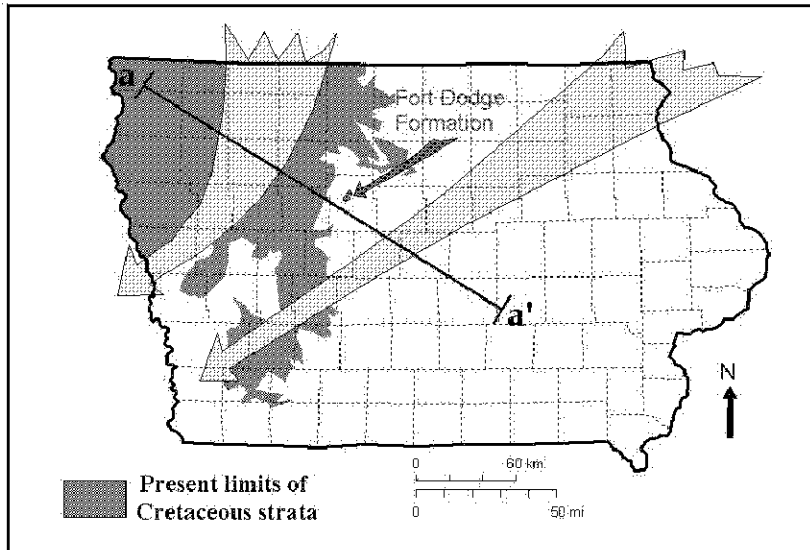 a
Fort Dodge
Formation
a'
N
0 60 km
0 50 mi
Present limits of
Cretaceous strata